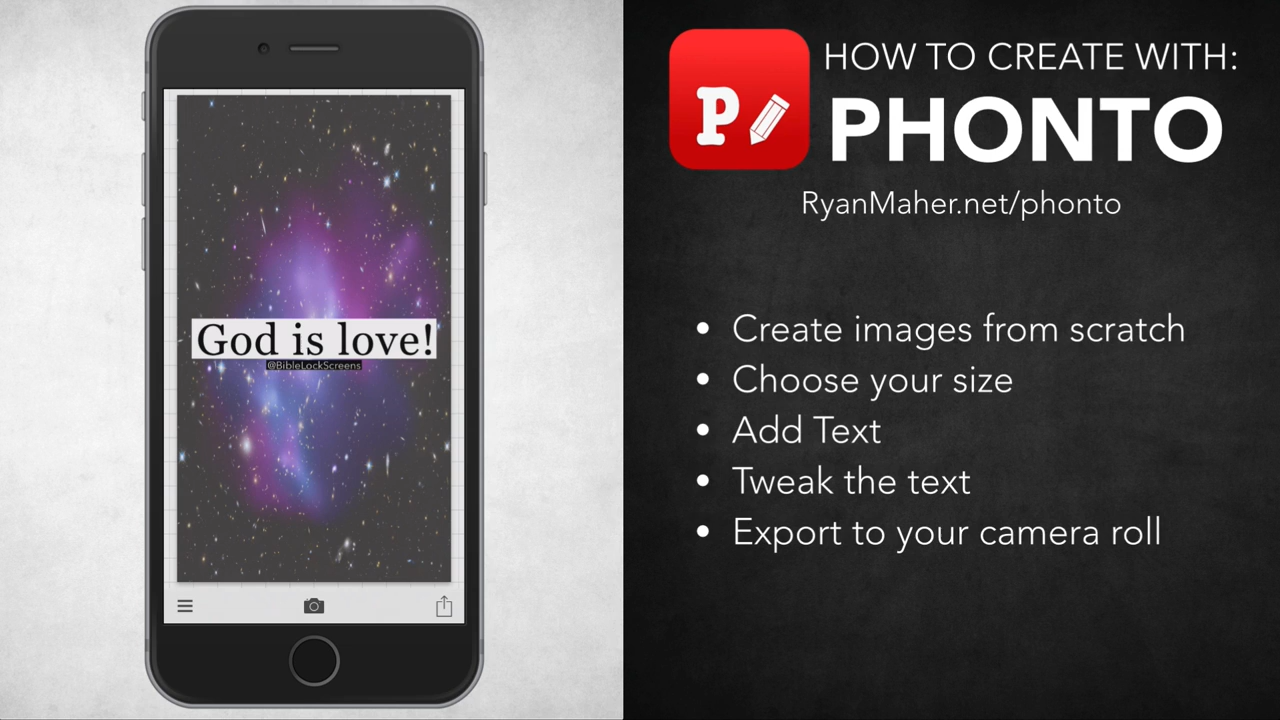 God is love!
@BibleLockScreens
P
HOW TO CREATE WITH:
PHONTO
RyanMaher.net/phonto
• Create images from scratch
• Choose your size
• Add Text
• Tweak the text
• Export to your camera roll